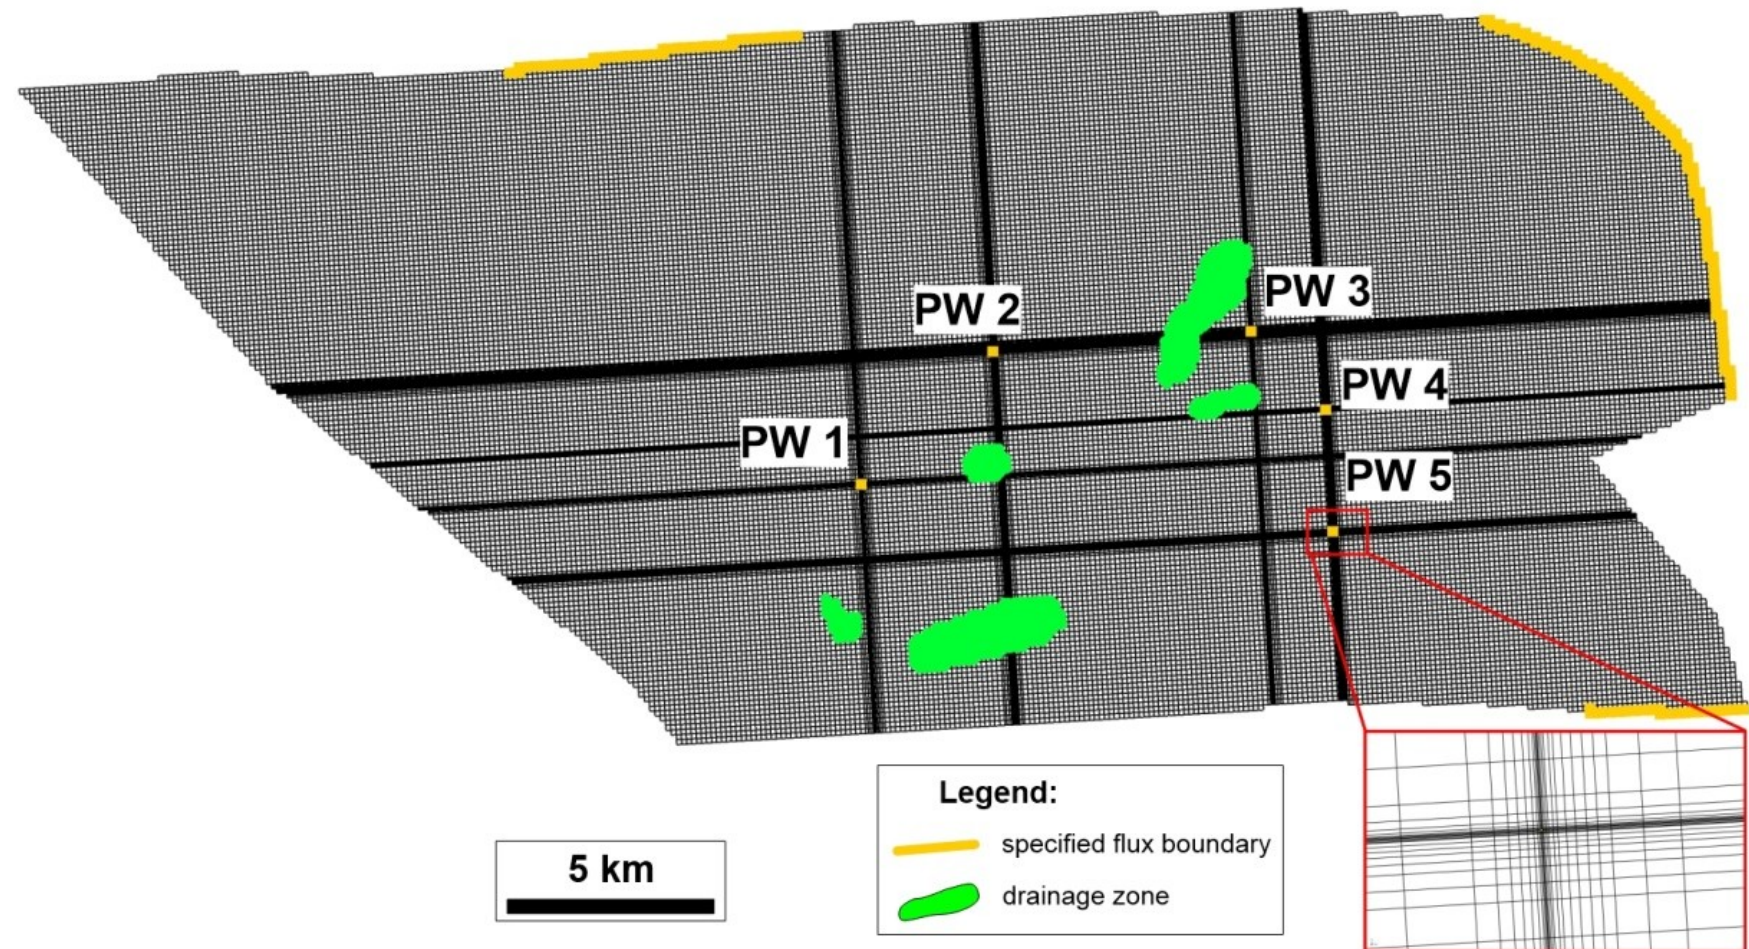 PW 3
PW 2
PW 4
PW 1
PW 5
Legend:
specified flux boundary
5 km
drainage zone